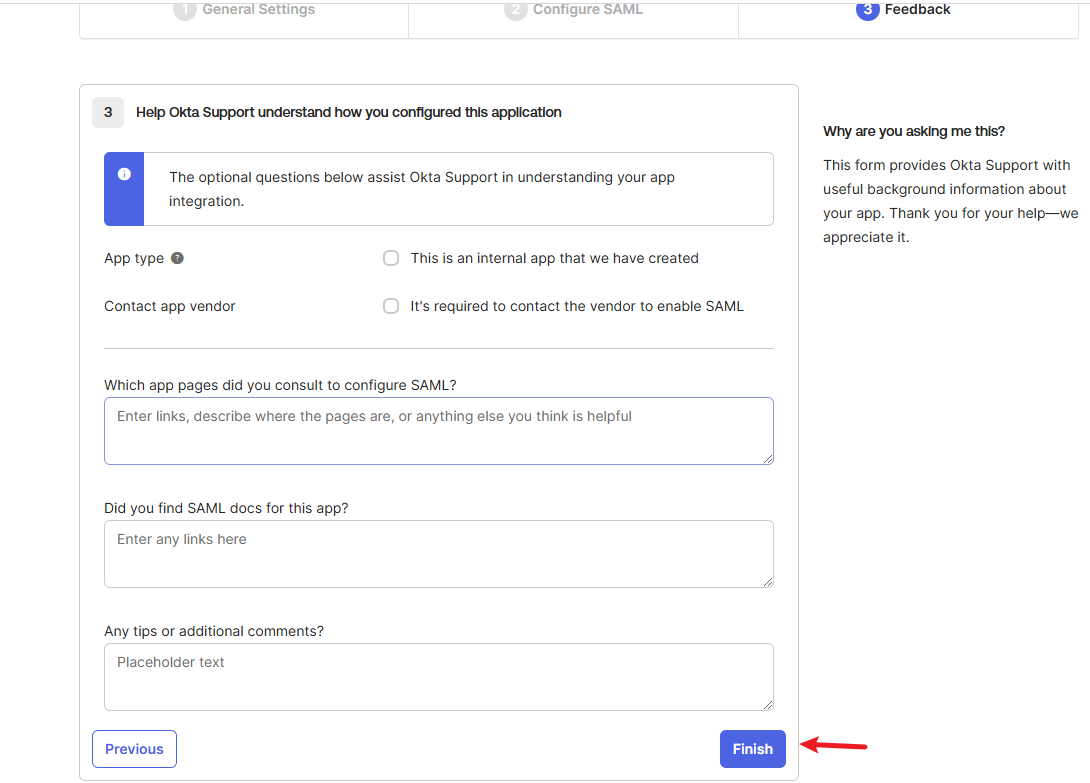 1 General Settings
2 Configure SAML
3 Feedback
3 Help Okta Support understand how you configured this application
The optional questions below assist Okta Support in understanding your app
integration.
App type ?
This is an internal app that we have created
Contact app vendor
It's required to contact the vendor to enable SAML
Which app pages did you consult to configure SAML?
Enter links, describe where the pages are, or anything else you think is helpful
Did you find SAML docs for this app?
Enter any links here
Any tips or additional comments?
Placeholder text
Previous
Finish
Why are you asking me this?
This form provides Okta Support with
useful background information about
your app. Thank you for your help—we
appreciate it.